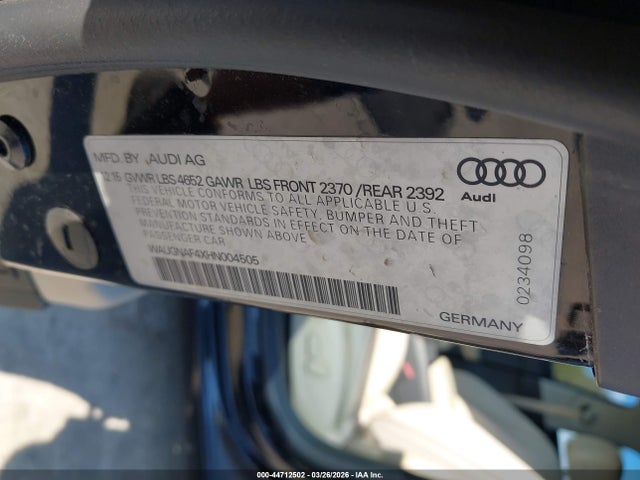 MFD. BY AUDI AG
12.15 GVWR LBS 4652 GAWR LBS FRONT 2370 / REAR 2392
THIS VEHICLE CONFORMS TO ALL APPLICABLE U.S.
FEDERAL MOTOR VEHICLE SAFETY, BUMPER AND THEFT
PREVENTION STANDARDS IN EFFECT ON THE DATE OF
MANUFACTURE SHOWN ABOVE
PASSENGER CAR
WAUGNAF4XHN004505
Audi
0234098
GERMANY
000-44712502 - 03/26/2026 - IAA Inc.